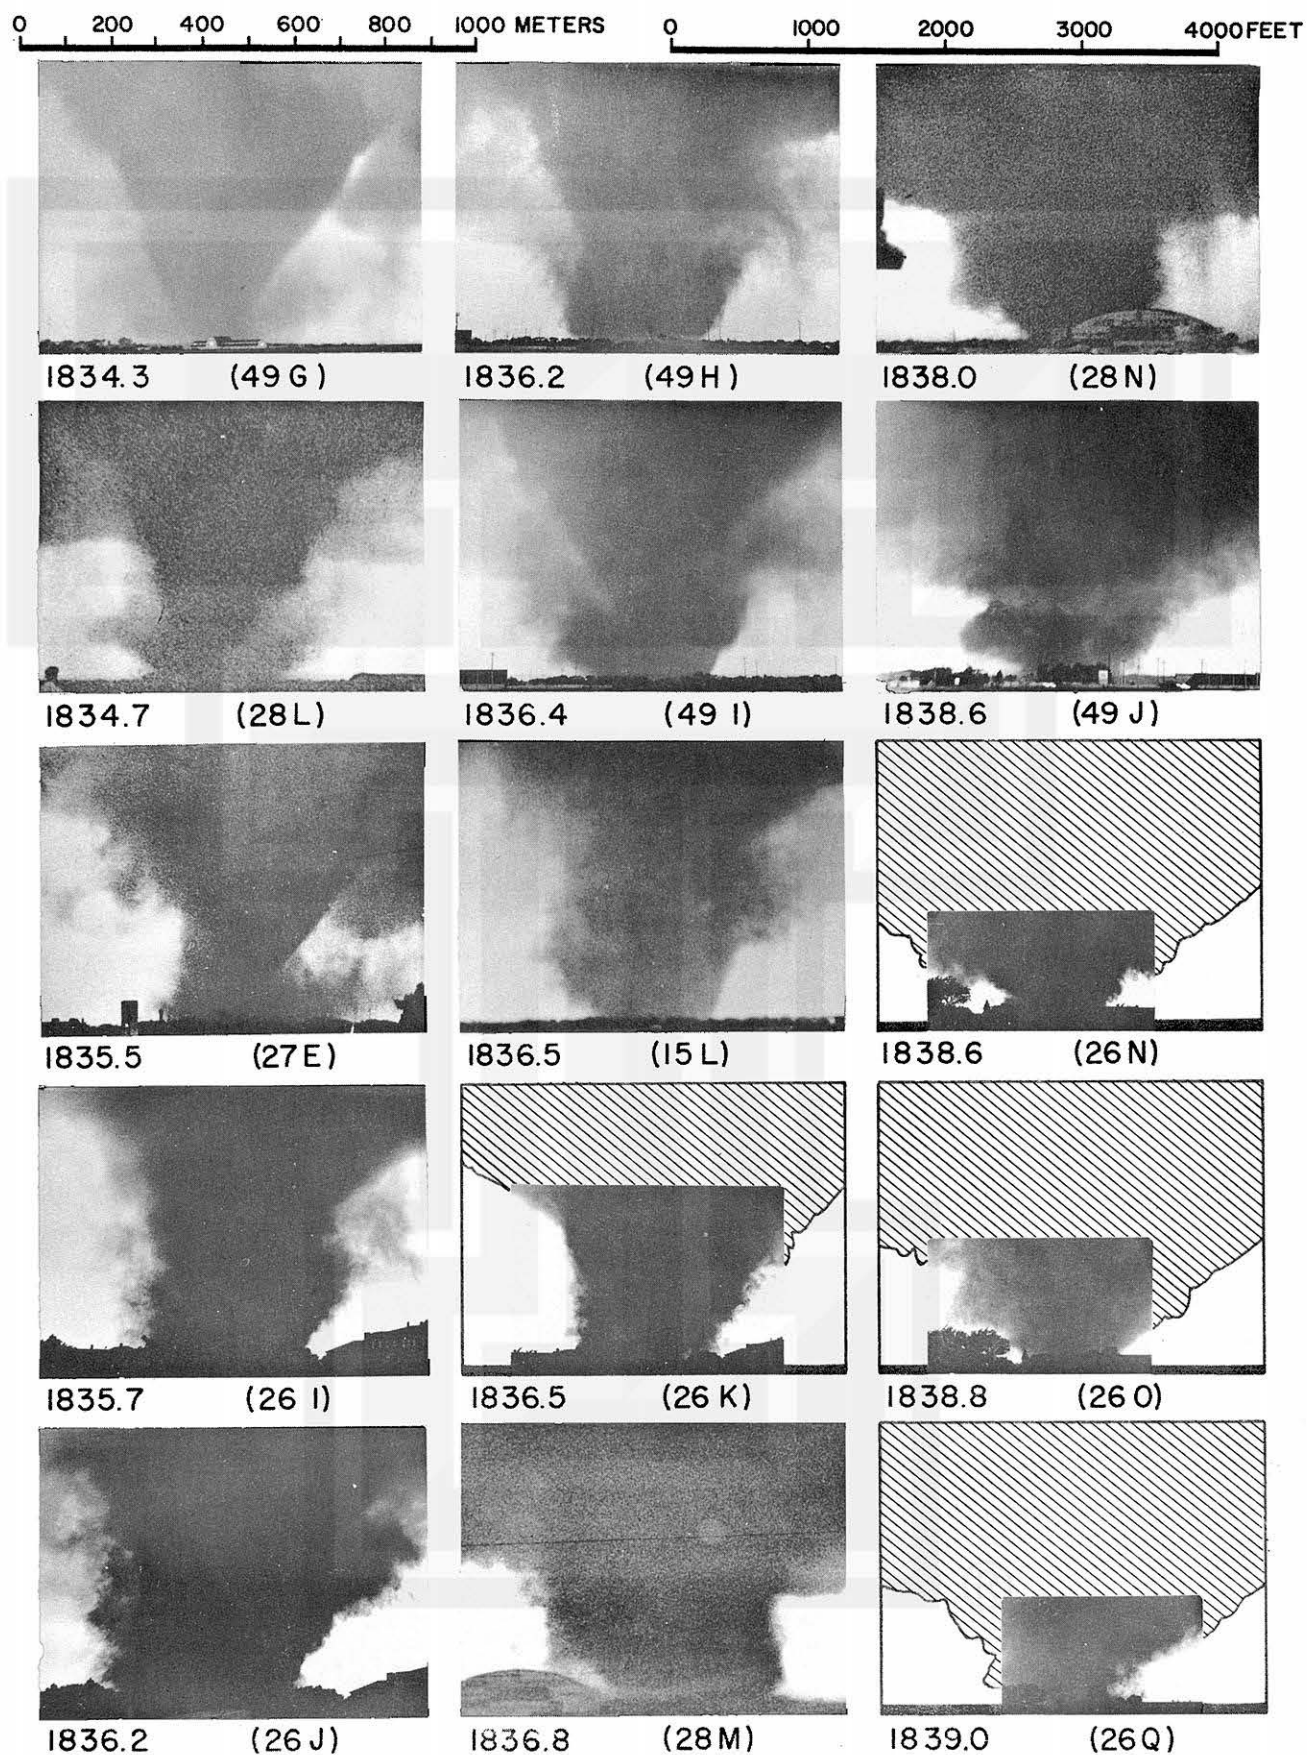 0 200 400 600 800 1000 METERS 0 1000 2000 3000 4000 FEET
1834.3 (49 G) 1836.2 (49 H) 1838.0 (28 N)
1834.7 (28 L) 1836.4 (49 I) 1838.6 (49 J)
1835.5 (27 E) 1836.5 (15 L) 1838.6 (26 N)
1835.7 (26 I) 1836.5 (26 K) 1838.8 (26 O)
1836.2 (26 J) 1836.8 (28 M) 1839.0 (26 Q)